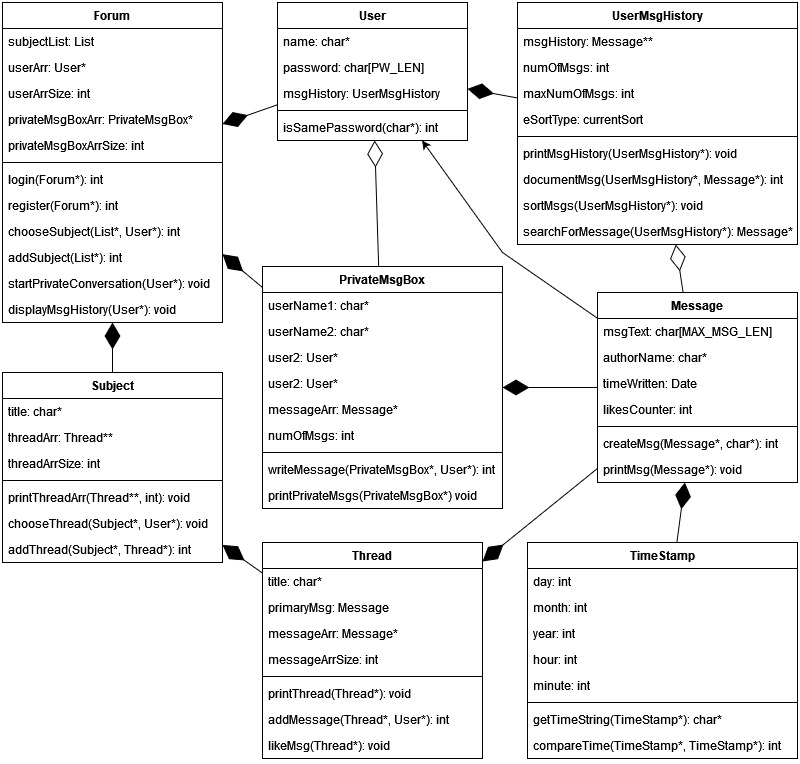 Forum
subjectList: List
userArr: User*
userArrSize: int
privateMsgBoxArr: PrivateMsgBox*
privateMsgBoxArrSize: int
login(Forum*): int
register(Forum*): int
chooseSubject(List*, User*): int
addSubject(List*): int
startPrivateConversation(User*): void
displayMsgHistory(User*): void
User
name: char*
password: char[PW_LEN]
msgHistory: UserMsgHistory
isSamePassword(char*): int
UserMsgHistory
msgHistory: Message**
numOfMsgs: int
maxNumOfMsgs: int
eSortType: currentSort
printMsgHistory(UserMsgHistory*): void
documentMsg(UserMsgHistory*, Message*): int
sortMsgs(UserMsgHistory*): void
searchForMessage(UserMsgHistory*): Message*
PrivateMsgBox
userName1: char*
userName2: char*
user2: User*
user2: User*
messageArr: Message*
numOfMsgs: int
writeMessage(PrivateMsgBox*, User*): int
printPrivateMsgs(PrivateMsgBox*) void
Message
msgText: char[MAX_MSG_LEN]
authorName: char*
timeWritten: Date
likesCounter: int
createMsg(Message*, char*): int
printMsg(Message*): void
Subject
title: char*
threadArr: Thread**
threadArrSize: int
printThreadArr(Thread**, int): void
chooseThread(Subject*, User*): void
addThread(Subject*, Thread*): int
Thread
title: char*
primaryMsg: Message
messageArr: Message*
messageArrSize: int
printThread(Thread*): void
addMessage(Thread*, User*): int
likeMsg(Thread*): void
TimeStamp
day: int
month: int
year: int
hour: int
minute: int
getTimeString(TimeStamp*): char*
compareTime(TimeStamp*, TimeStamp*): int